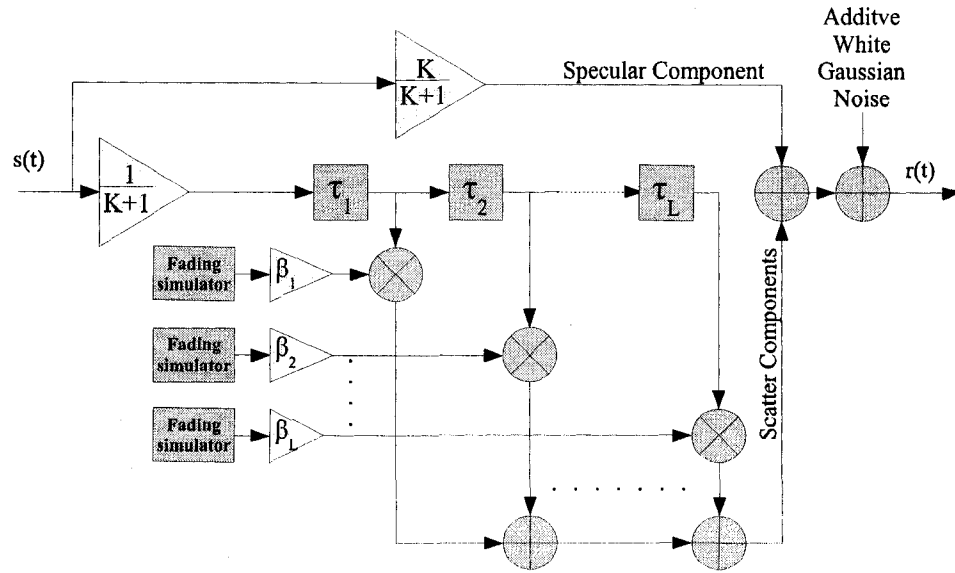 Additve
White
Gaussian
Noise
K
K+1
Specular Component
s(t)
1
K+1
τ1
τ2
τL
r(t)
Fading
simulator
β1
Fading
simulator
β2
Fading
simulator
βL
Scatter Components